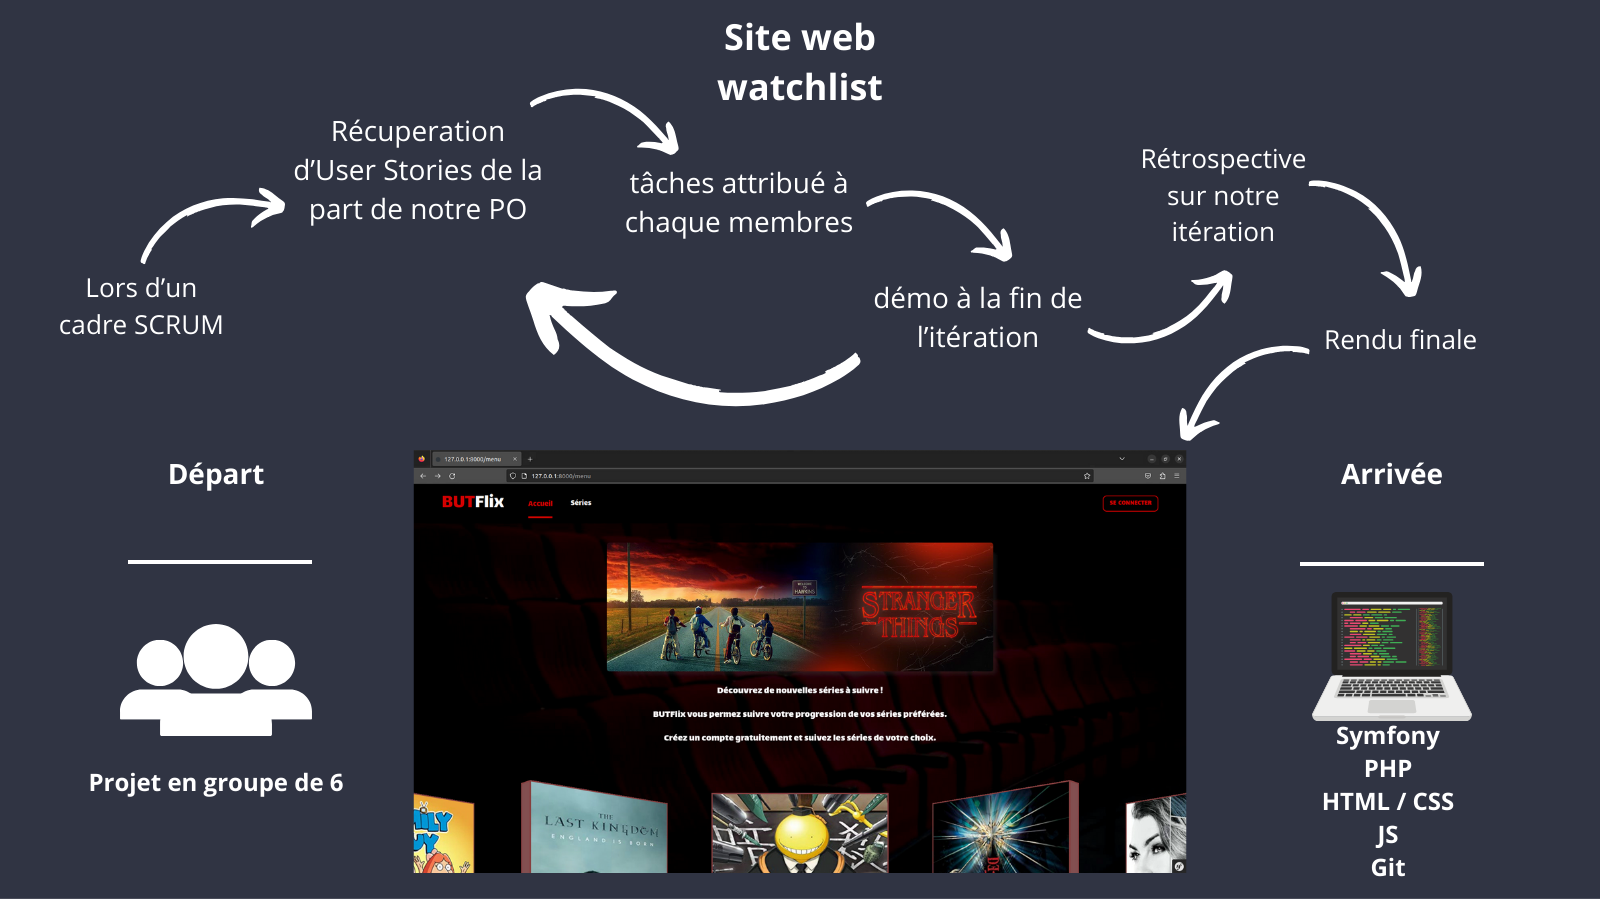 Site web
watchlist
Récuperation
d'User Stories de la
part de notre PO
tâches attribué à
chaque membres
Rétrospective
sur notre
itération
Lors d'un
cadre SCRUM
démo à la fin de
l'itération
Rendu finale
Départ
Arrivée
Projet en groupe de 6
127.0.0.1:8000/menu
127.0.0.1:8000/menu
BUTFlix
Accueil
Séries
SE CONNECTER
HAWKINS
STRANGER
THINGS
Découvrez de nouvelles séries à suivre !
BUTFlix vous permez suivre votre progression de vos séries préférées.
Créez un compte gratuitement et suivez les séries de votre choix.
THE
LAST KINGDOM
ENGLAND IS BORN
Symfony
PHP
HTML / CSS
JS
Git